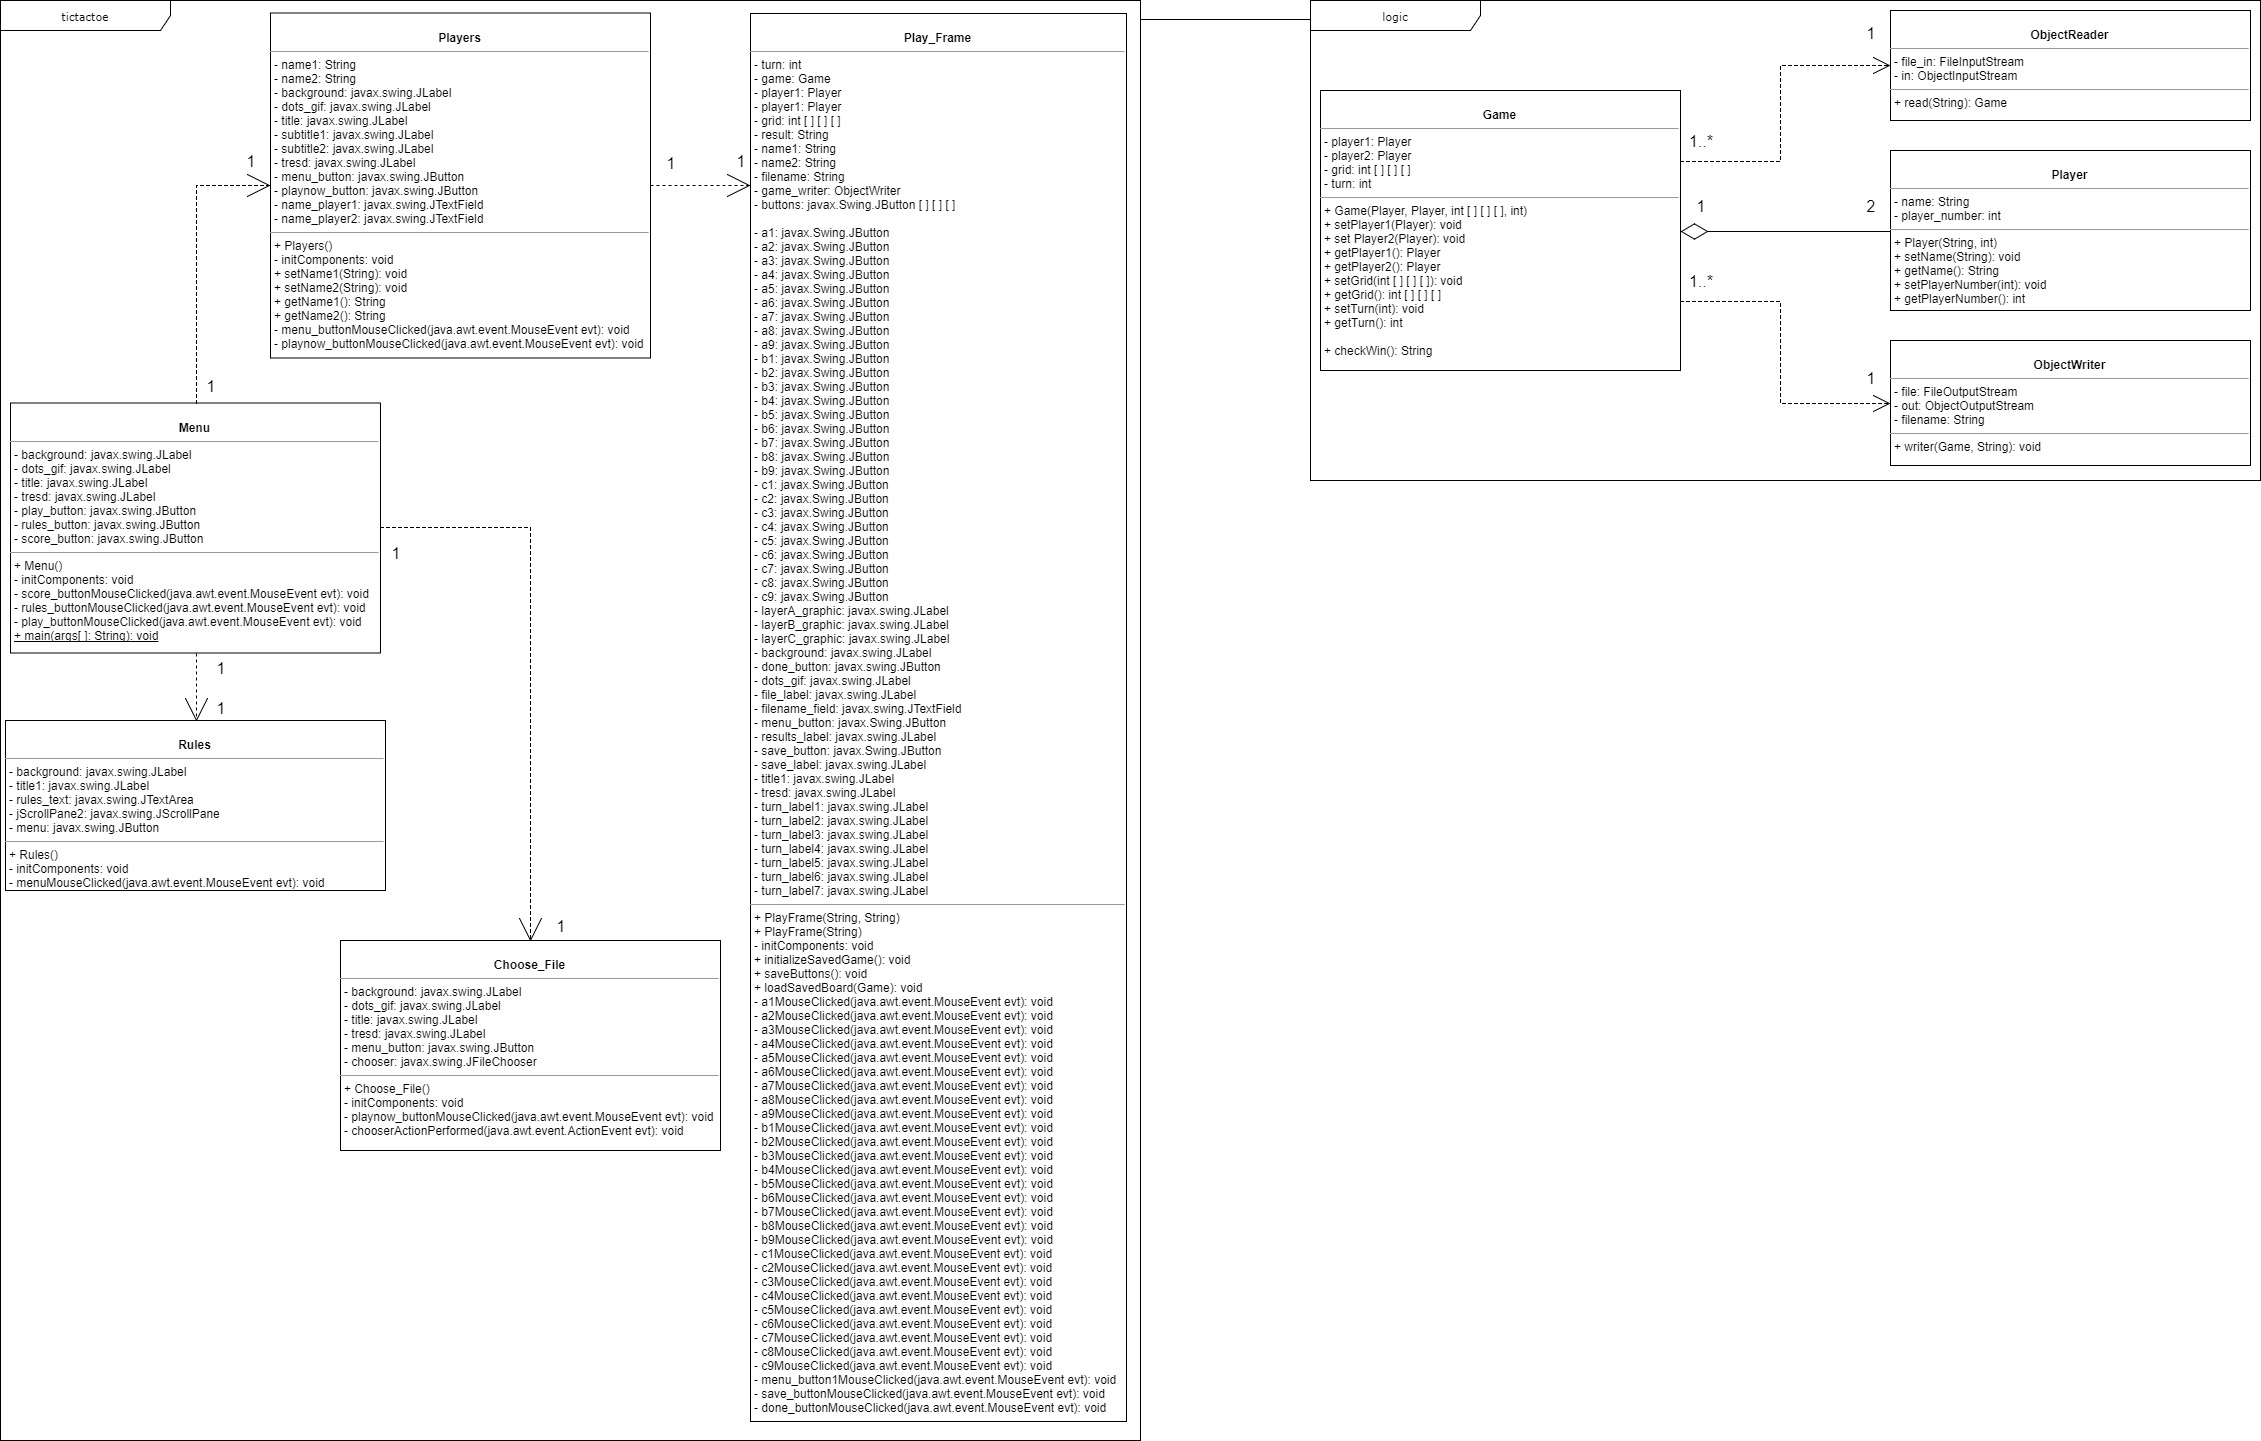 tictactoe
Players
- name1: String
- name2: String
- background: javax.swing.JLabel
- dots_gif: javax.swing.JLabel
- title: javax.swing.JLabel
- subtitle1: javax.swing.JLabel
- subtitle2: javax.swing.JLabel
- tresd: javax.swing.JLabel
- menu_button: javax.swing.JButton
- playnow_button: javax.swing.JButton
- name_player1: javax.swing.JTextField
- name_player2: javax.swing.JTextField
+ Players()
- initComponents: void
+ setName1(String): void
+ setName2(String): void
+ getName1(): String
+ getName2(): String
- menu_buttonMouseClicked(java.awt.event.MouseEvent evt): void
- playnow_buttonMouseClicked(java.awt.event.MouseEvent evt): void
1
1
1
1
Menu
- background: javax.swing.JLabel
- dots_gif: javax.swing.JLabel
- title: javax.swing.JLabel
- tresd: javax.swing.JLabel
- play_button: javax.swing.JButton
- rules_button: javax.swing.JButton
- score_button: javax.swing.JButton
+ Menu()
- initComponents: void
- score_buttonMouseClicked(java.awt.event.MouseEvent evt): void
- rules_buttonMouseClicked(java.awt.event.MouseEvent evt): void
- play_buttonMouseClicked(java.awt.event.MouseEvent evt): void
+ main(args[ ]: String): void
1
1
1
1
Rules
- background: javax.swing.JLabel
- title1: javax.swing.JLabel
- rules_text: javax.swing.JTextArea
- jScrollPane2: javax.swing.JScrollPane
- menu: javax.swing.JButton
+ Rules()
- initComponents: void
- menuMouseClicked(java.awt.event.MouseEvent evt): void
Choose_File
- background: javax.swing.JLabel
- dots_gif: javax.swing.JLabel
- title: javax.swing.JLabel
- tresd: javax.swing.JLabel
- menu_button: javax.swing.JButton
- chooser: javax.swing.JFileChooser
+ Choose_File()
- initComponents: void
- playnow_buttonMouseClicked(java.awt.event.MouseEvent evt): void
- chooserActionPerformed(java.awt.event.ActionEvent evt): void
Play_Frame
- turn: int
- game: Game
- player1: Player
- player1: Player
- grid: int [ ] [ ] [ ]
- result: String
- name1: String
- name2: String
- filename: String
- game_writer: ObjectWriter
- buttons: javax.Swing.JButton [ ] [ ] [ ]
- a1: javax.Swing.JButton
- a2: javax.Swing.JButton
- a3: javax.Swing.JButton
- a4: javax.Swing.JButton
- a5: javax.Swing.JButton
- a6: javax.Swing.JButton
- a7: javax.Swing.JButton
- a8: javax.Swing.JButton
- a9: javax.Swing.JButton
- b1: javax.Swing.JButton
- b2: javax.Swing.JButton
- b3: javax.Swing.JButton
- b4: javax.Swing.JButton
- b5: javax.Swing.JButton
- b6: javax.Swing.JButton
- b7: javax.Swing.JButton
- b8: javax.Swing.JButton
- b9: javax.Swing.JButton
- c1: javax.Swing.JButton
- c2: javax.Swing.JButton
- c3: javax.Swing.JButton
- c4: javax.Swing.JButton
- c5: javax.Swing.JButton
- c6: javax.Swing.JButton
- c7: javax.Swing.JButton
- c8: javax.Swing.JButton
- c9: javax.Swing.JButton
- layerA_graphic: javax.swing.JLabel
- layerB_graphic: javax.swing.JLabel
- layerC_graphic: javax.swing.JLabel
- background: javax.swing.JLabel
- done_button: javax.swing.JButton
- dots_gif: javax.swing.JLabel
- file_label: javax.swing.JLabel
- filename_field: javax.swing.JTextField
- menu_button: javax.Swing.JButton
- results_label: javax.swing.JLabel
- save_button: javax.Swing.JButton
- save_label: javax.swing.JLabel
- title1: javax.swing.JLabel
- tresd: javax.swing.JLabel
- turn_label1: javax.swing.JLabel
- turn_label2: javax.swing.JLabel
- turn_label3: javax.swing.JLabel
- turn_label4: javax.swing.JLabel
- turn_label5: javax.swing.JLabel
- turn_label6: javax.swing.JLabel
- turn_label7: javax.swing.JLabel
+ PlayFrame(String, String)
+ PlayFrame(String)
- initComponents: void
+ initializeSavedGame(): void
+ saveButtons(): void
+ loadSavedBoard(Game): void
- a1MouseClicked(java.awt.event.MouseEvent evt): void
- a2MouseClicked(java.awt.event.MouseEvent evt): void
- a3MouseClicked(java.awt.event.MouseEvent evt): void
- a4MouseClicked(java.awt.event.MouseEvent evt): void
- a5MouseClicked(java.awt.event.MouseEvent evt): void
- a6MouseClicked(java.awt.event.MouseEvent evt): void
- a7MouseClicked(java.awt.event.MouseEvent evt): void
- a8MouseClicked(java.awt.event.MouseEvent evt): void
- a9MouseClicked(java.awt.event.MouseEvent evt): void
- b1MouseClicked(java.awt.event.MouseEvent evt): void
- b2MouseClicked(java.awt.event.MouseEvent evt): void
- b3MouseClicked(java.awt.event.MouseEvent evt): void
- b4MouseClicked(java.awt.event.MouseEvent evt): void
- b5MouseClicked(java.awt.event.MouseEvent evt): void
- b6MouseClicked(java.awt.event.MouseEvent evt): void
- b7MouseClicked(java.awt.event.MouseEvent evt): void
- b8MouseClicked(java.awt.event.MouseEvent evt): void
- b9MouseClicked(java.awt.event.MouseEvent evt): void
- c1MouseClicked(java.awt.event.MouseEvent evt): void
- c2MouseClicked(java.awt.event.MouseEvent evt): void
- c3MouseClicked(java.awt.event.MouseEvent evt): void
- c4MouseClicked(java.awt.event.MouseEvent evt): void
- c5MouseClicked(java.awt.event.MouseEvent evt): void
- c6MouseClicked(java.awt.event.MouseEvent evt): void
- c7MouseClicked(java.awt.event.MouseEvent evt): void
- c8MouseClicked(java.awt.event.MouseEvent evt): void
- c9MouseClicked(java.awt.event.MouseEvent evt): void
- menu_button1MouseClicked(java.awt.event.MouseEvent evt): void
- save_buttonMouseClicked(java.awt.event.MouseEvent evt): void
- done_buttonMouseClicked(java.awt.event.MouseEvent evt): void
logic
Game
- player1: Player
- player2: Player
- grid: int [ ] [ ] [ ]
- turn: int
+ Game(Player, Player, int [ ] [ ] [ ], int)
+ setPlayer1(Player): void
+ set Player2(Player): void
+ getPlayer1(): Player
+ getPlayer2(): Player
+ setGrid(int [ ] [ ] [ ]): void
+ getGrid(): int [ ] [ ] [ ]
+ setTurn(int): void
+ getTurn(): int
+ checkWin(): String
1..*
1
1
2
1..*
1
ObjectReader
- file_in: FileInputStream
- in: ObjectInputStream
+ read(String): Game
Player
- name: String
- player_number: int
+ Player(String, int)
+ setName(String): void
+ getName(): String
+ setPlayerNumber(int): void
+ getPlayerNumber(): int
ObjectWriter
- file: FileOutputStream
- out: ObjectOutputStream
- filename: String
+ writer(Game, String): void